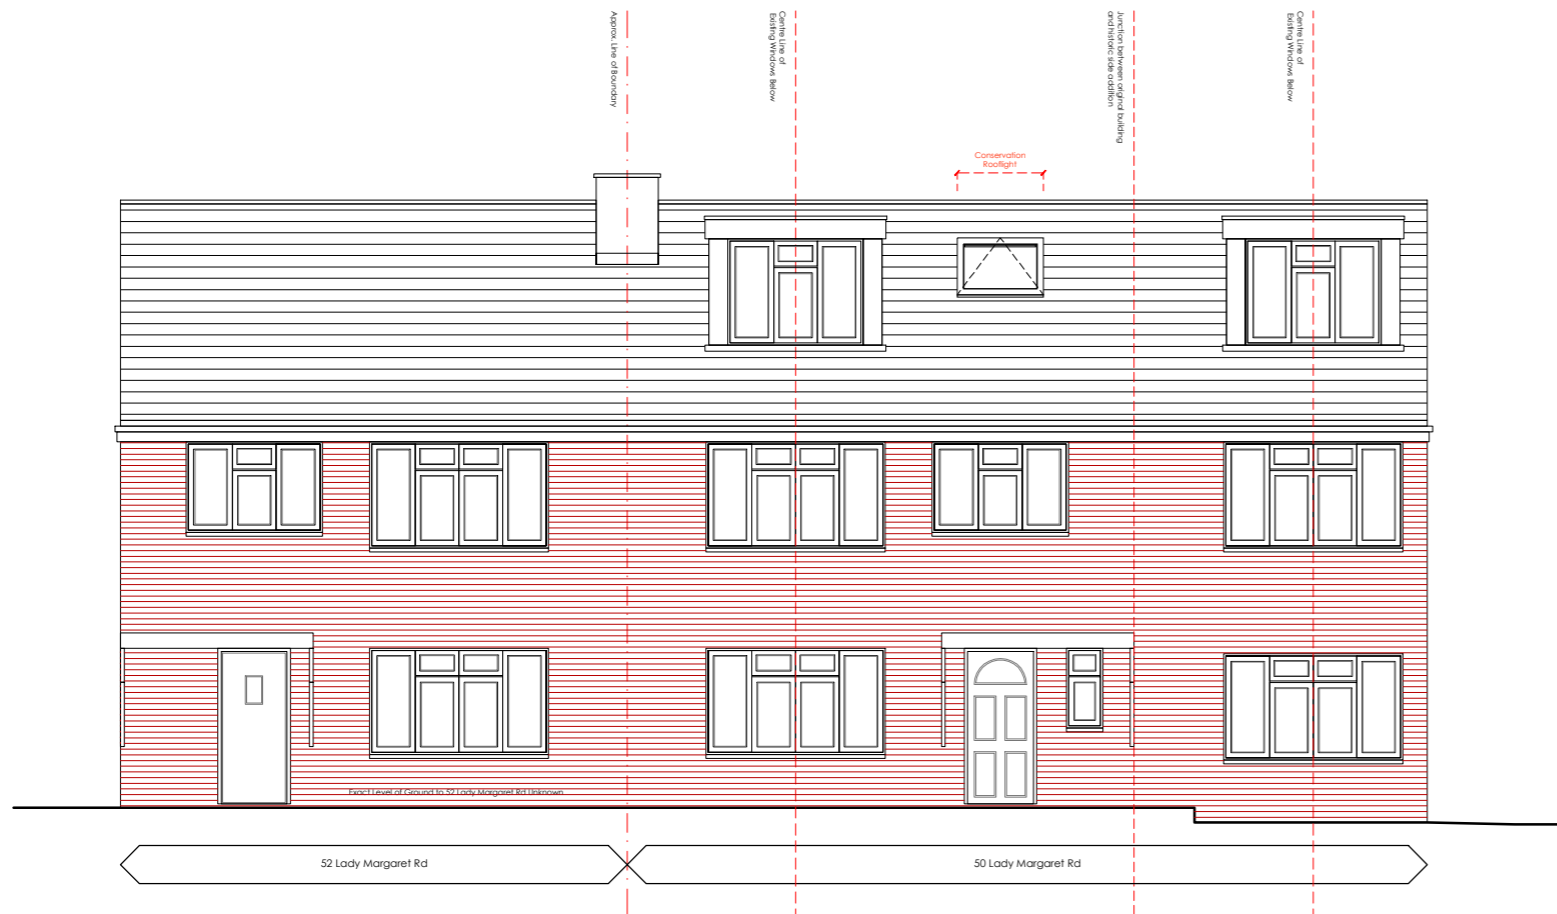 Approx. Line of Boundary
Centre Line of
Existing Windows Below
Junction between original building
and historic side addition
Centre Line of
Existing Windows Below
Conservation
Rooflight
Exact Level of Ground to 52 Lady Margaret Rd Unknown
52 Lady Margaret Rd
50 Lady Margaret Rd